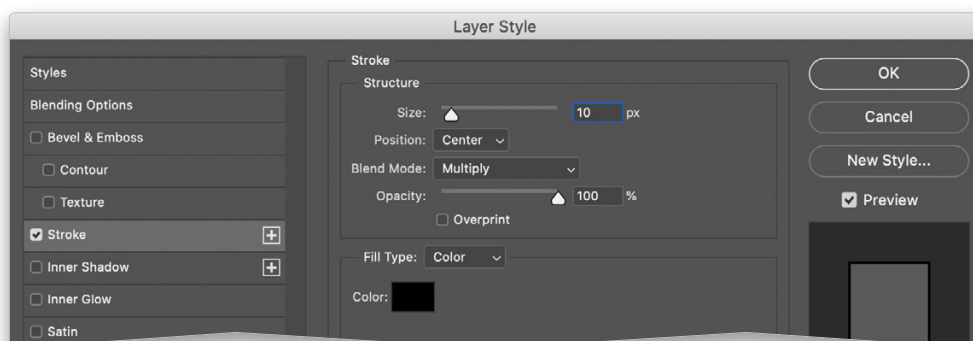 Layer Style
Styles
Blending Options
Bevel & Emboss
Contour
Texture
Stroke
Inner Shadow
Inner Glow
Satin
Stroke
Structure
Size: 10 px
Position: Center
Blend Mode: Multiply
Opacity: 100 %
Overprint
Fill Type: Color
Color:
OK
Cancel
New Style...
Preview